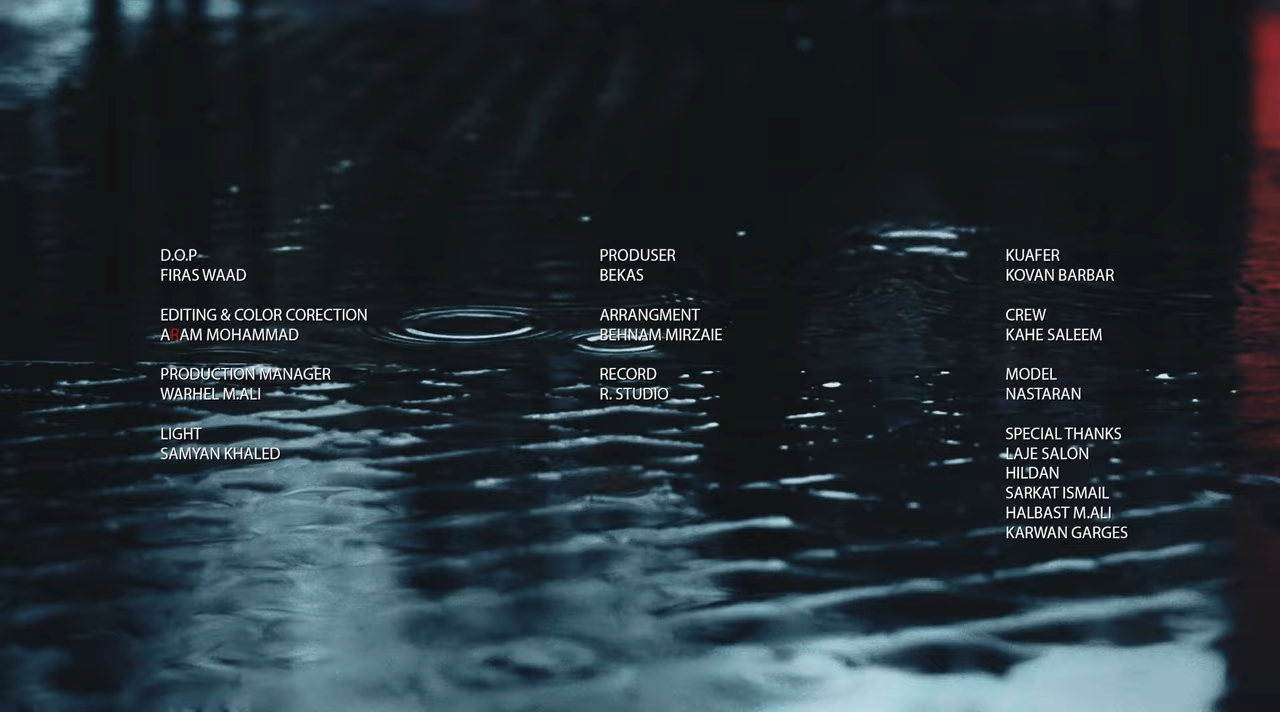 D.O.P
FIRAS WAAD
EDITING & COLOR CORECTION
ARAM MOHAMMAD
PRODUCTION MANAGER
WARHEL M.ALI
LIGHT
SAMYAN KHALED
PRODUSER
BEKAS
ARRANGMENT
BEHNAM MIRZAIE
RECORD
R. STUDIO
KUAFER
KOVAN BARBAR
CREW
KAHE SALEEM
MODEL
NASTARAN
SPECIAL THANKS
LAJE SALON
HILDAN
SARKAT ISMAIL
HALBAST M.ALI
KARWAN GARGES